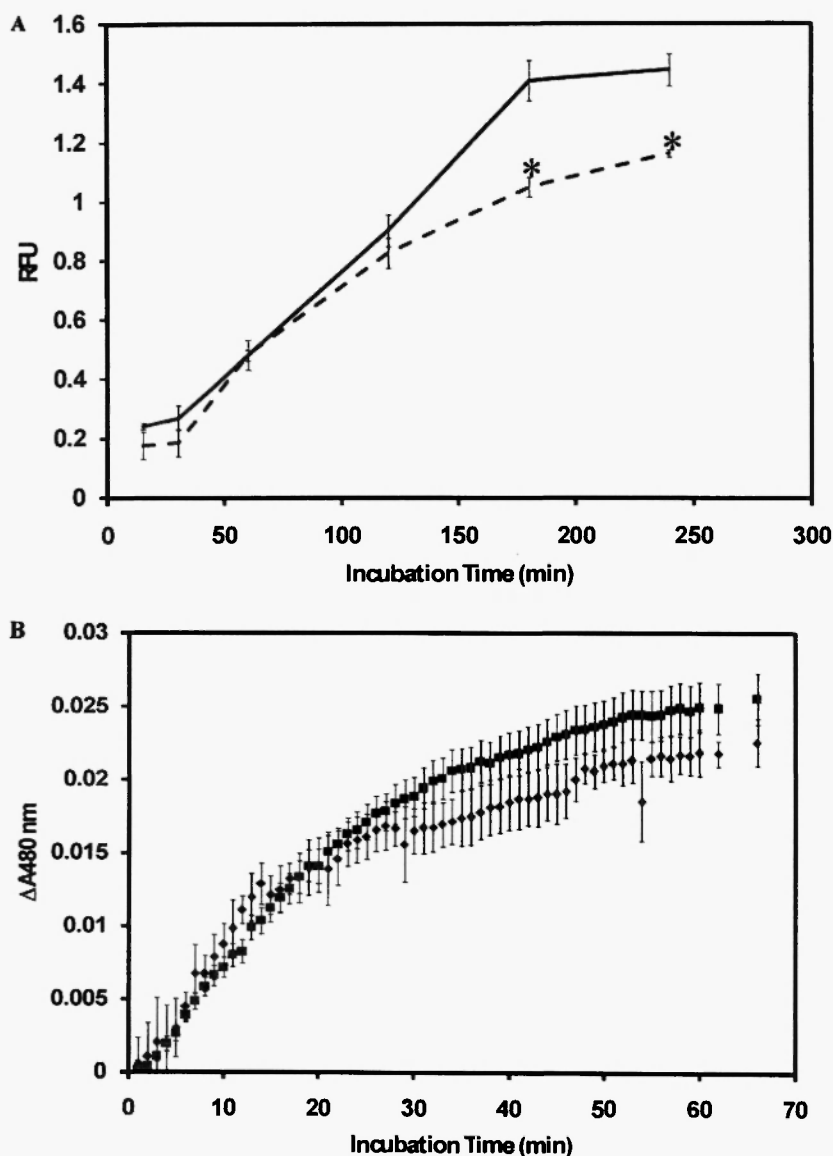 A
1.6
1.4
1.2
1
0.8
0.6
0.4
0.2
0
RFU
* *
0 50 100 150 200 250 300
Incubation Time (min)
B
0.03
0.025
0.02
0.015
0.01
0.005
0
ΔA480 nm
0 10 20 30 40 50 60 70
Incubation Time (min)